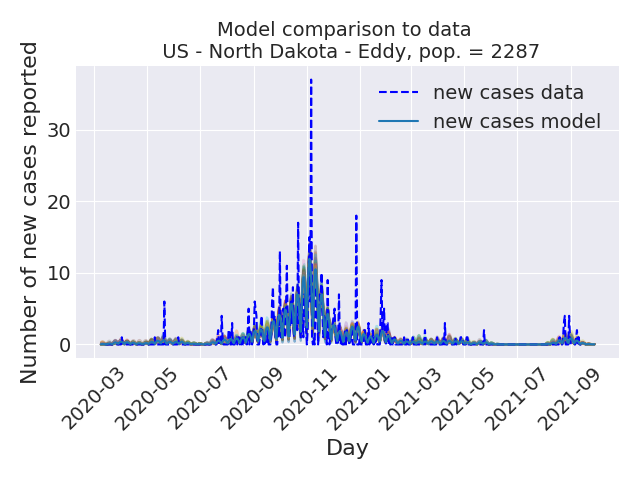 Model comparison to data
US - North Dakota - Eddy, pop. = 2287
Number of new cases reported
30
20
10
0
new cases data
new cases model
2020-03
2020-05
2020-07
2020-09
2020-11
2021-01
2021-03
2021-05
2021-07
2021-09
Day